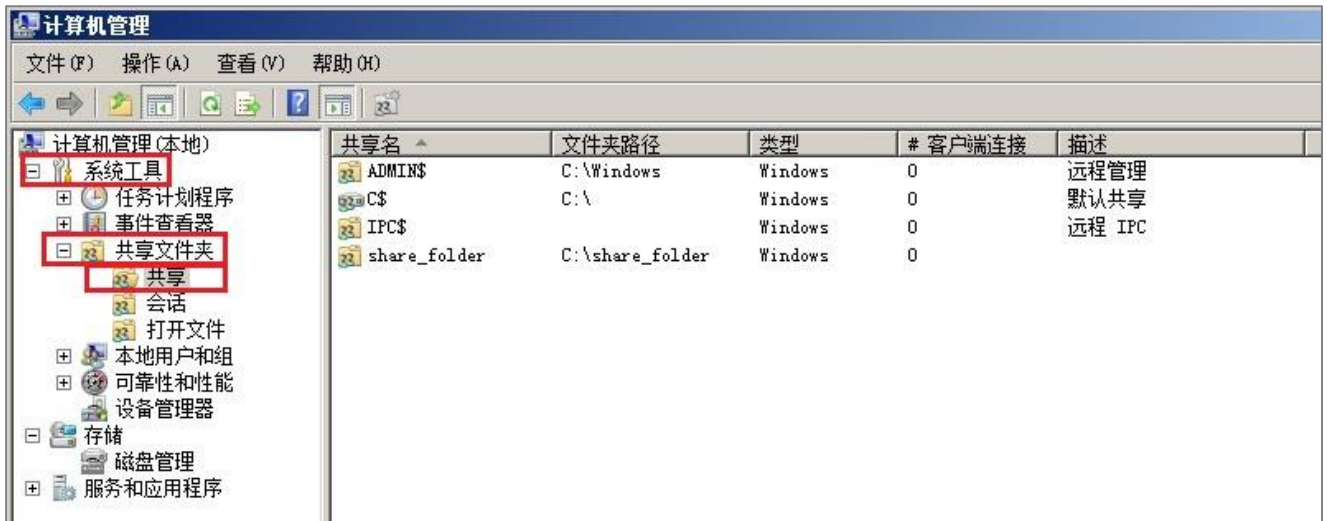 计算机管理
文件(F) 操作(A) 查看(V) 帮助(H)
计算机管理(本地)
系统工具
任务计划程序
事件查看器
共享文件夹
共享
会话
打开文件
本地用户和组
可靠性和性能
设备管理器
存储
磁盘管理
服务和应用程序
共享名 文件夹路径 类型 # 客户端连接 描述
ADMIN$ C:\Windows Windows 0 远程管理
C$ C:\ Windows 0 默认共享
IPC$ Windows 0 远程 IPC
share_folder C:\share_folder Windows 0